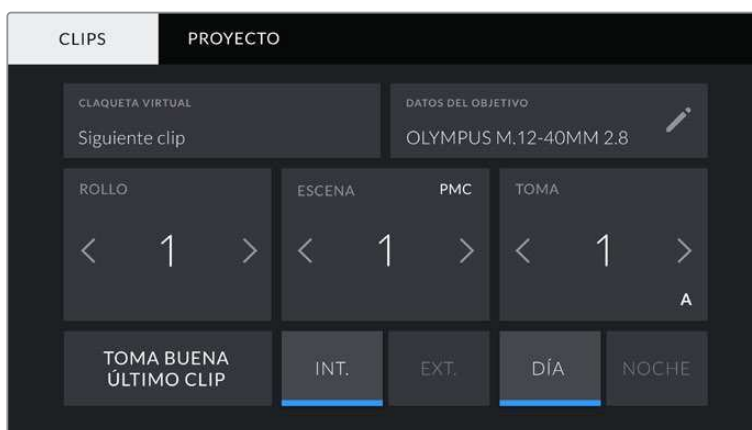 CLIPS
PROYECTO
CLAQUETA VIRTUAL
Siguiente clip
DATOS DEL OBJETIVO
OLYMPUS M.12-40MM 2.8
ROLLO
1
ESCENA
PMC
1
TOMA
1
A
TOMA BUENA
ÚLTIMO CLIP
INT.
EXT.
DÍA
NOCHE